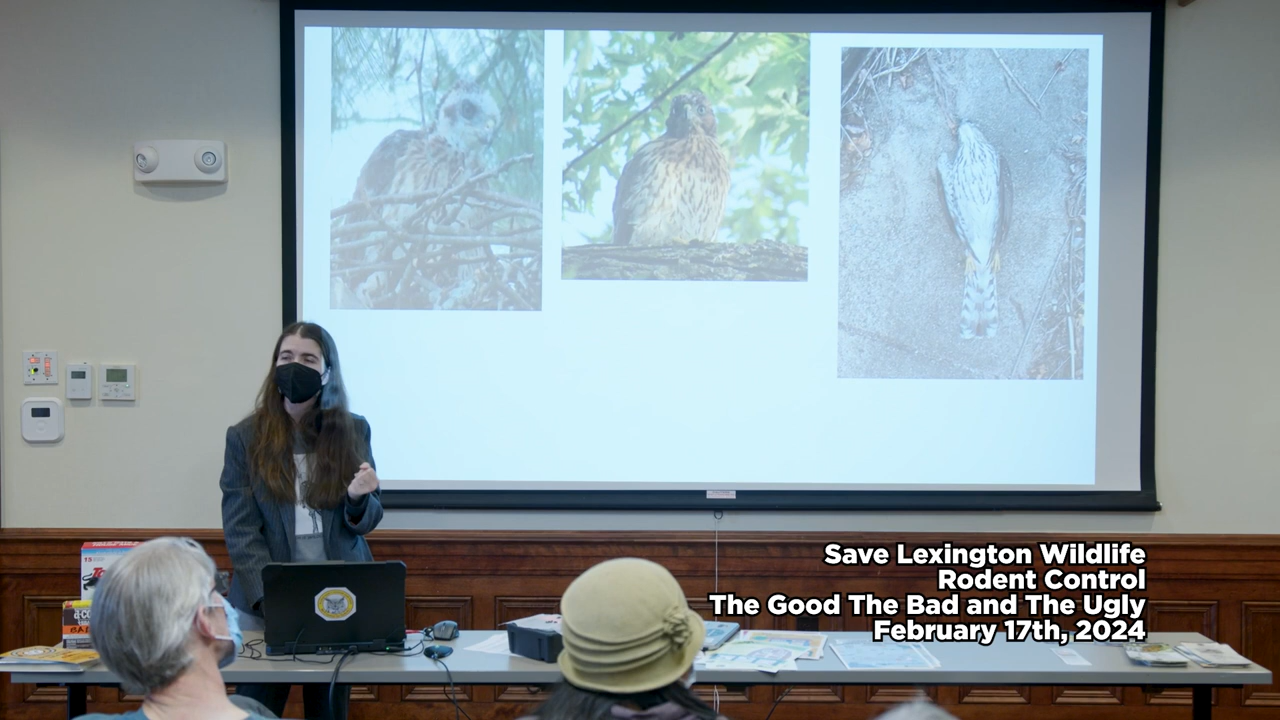 Save Lexington Wildlife
Rodent Control
The Good The Bad and The Ugly
February 17th, 2024